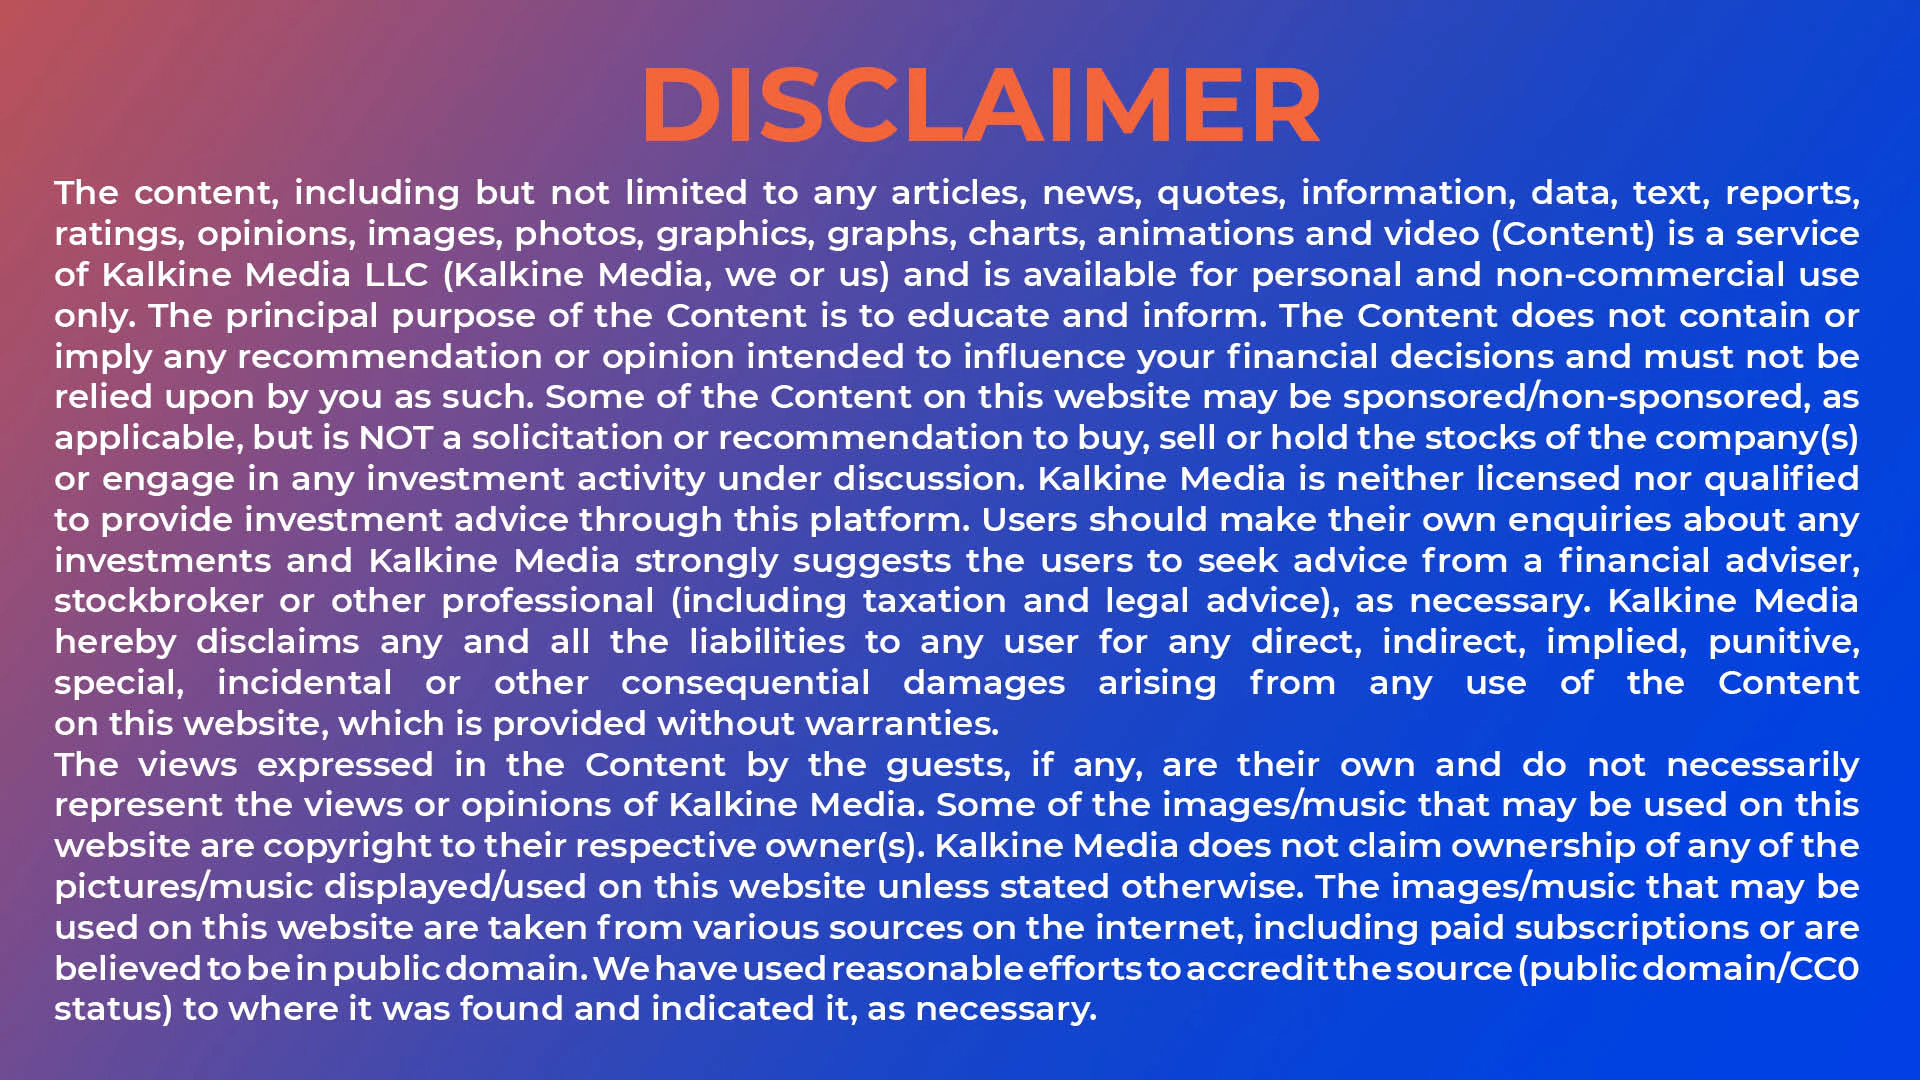 DISCLAIMER
The content, including but not limited to any articles, news, quotes, information, data, text, reports,
ratings, opinions, images, photos, graphics, graphs, charts, animations and video (Content) is a service
of Kalkine Media LLC (Kalkine Media, we or us) and is available for personal and non-commercial use
only. The principal purpose of the Content is to educate and inform. The Content does not contain or
imply any recommendation or opinion intended to influence your financial decisions and must not be
relied upon by you as such. Some of the Content on this website may be sponsored/non-sponsored, as
applicable, but is NOT a solicitation or recommendation to buy, sell or hold the stocks of the company(s)
or engage in any investment activity under discussion. Kalkine Media is neither licensed nor qualified
to provide investment advice through this platform. Users should make their own enquiries about any
investments and Kalkine Media strongly suggests the users to seek advice from a financial adviser,
stockbroker or other professional (including taxation and legal advice), as necessary. Kalkine Media
hereby disclaims any and all the liabilities to any user for any direct, indirect, implied, punitive,
special, incidental or other consequential damages arising from any use of the Content
on this website, which is provided without warranties.
The views expressed in the Content by the guests, if any, are their own and do not necessarily
represent the views or opinions of Kalkine Media. Some of the images/music that may be used on this
website are copyright to their respective owner(s). Kalkine Media does not claim ownership of any of the
pictures/music displayed/used on this website unless stated otherwise. The images/music that may be
used on this website are taken from various sources on the internet, including paid subscriptions or are
believed to be in public domain. We have used reasonable efforts to accredit the source (public domain/CC0
status) to where it was found and indicated it, as necessary.